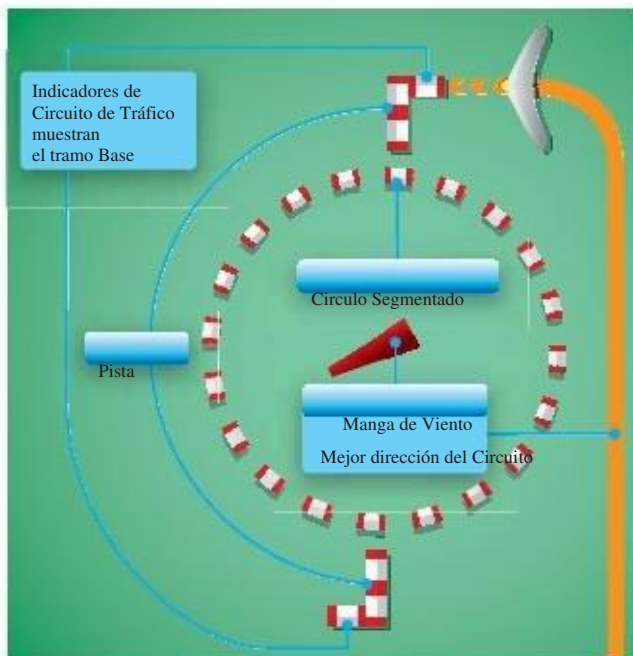 Indicadores de
Circuito de Tráfico
muestran
el tramo Base
Circulo Segmentado
Pista
Manga de Viento
Mejor dirección del Circuito